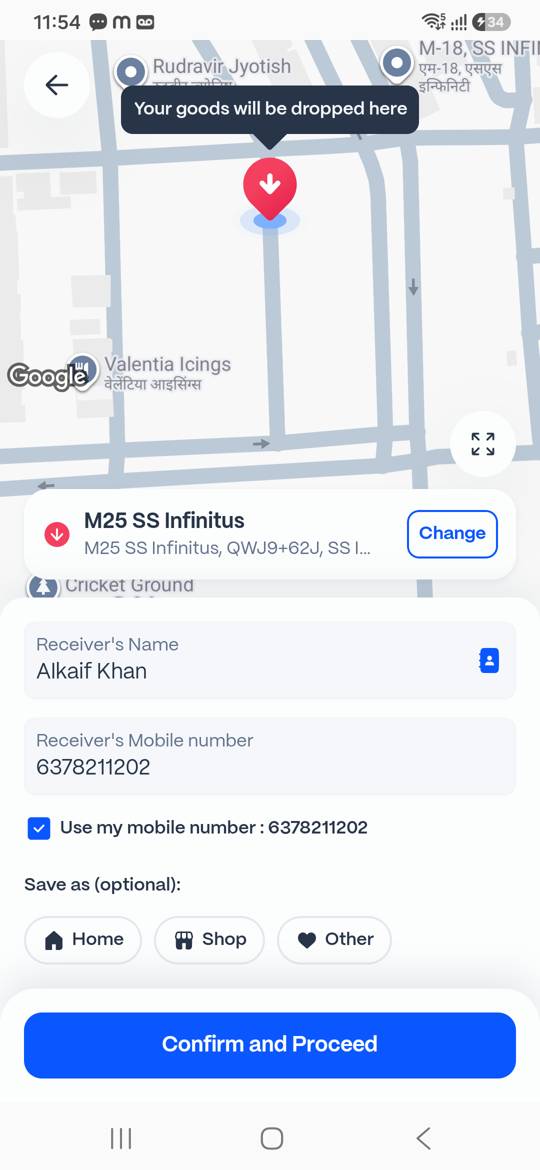 11:54
5
34
Rudravir Jyotish
M-18, SS INFIN
एम-18, एसएस
इन्फिनिटी
Your goods will be dropped here
Valentia Icings
वेलेंटिया आइसिंग्स
Google
M25 SS Infinitus
M25 SS Infinitus, QWJ9+62J, SS I...
Change
Cricket Ground
Receiver's Name
Alkaif Khan
Receiver's Mobile number
6378211202
Use my mobile number : 6378211202
Save as (optional):
Home
Shop
Other
Confirm and Proceed